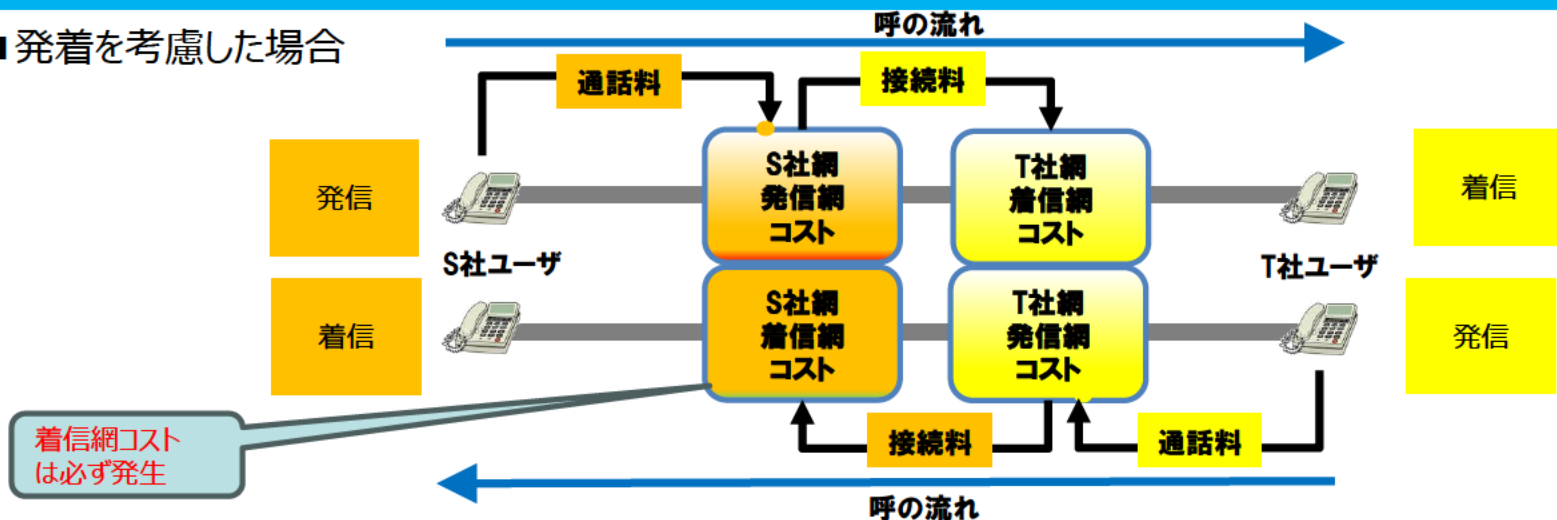 ■発着を考慮した場合
呼の流れ
通話料
接続料
発信
S社網
発信網
コスト
T社網
着信網
コスト
着信
S社ユーザ
T社ユーザ
着信
S社網
着信網
コスト
T社網
発信網
コスト
発信
着信網コスト
は必ず発生
接続料
通話料
呼の流れ